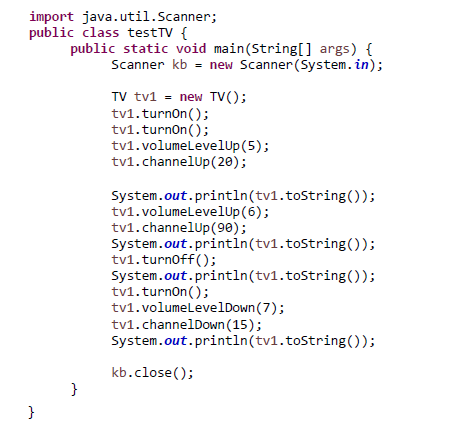 import java.util.Scanner;
public class testTV {
public static void main(String[] args) {
Scanner kb = new Scanner(System.in);
TV tv1 = new TV();
tv1.turnOn();
tv1.turnOn();
tv1.volumeLevelUp(5);
tv1.channelUp(20);
System.out.println(tv1.toString());
tv1.volumeLevelUp(6);
tv1.channelUp(90);
System.out.println(tv1.toString());
tv1.turnOff();
System.out.println(tv1.toString());
tv1.turnOn();
tv1.volumeLevelDown(7);
tv1.channelDown(15);
System.out.println(tv1.toString());
kb.close();
}
}